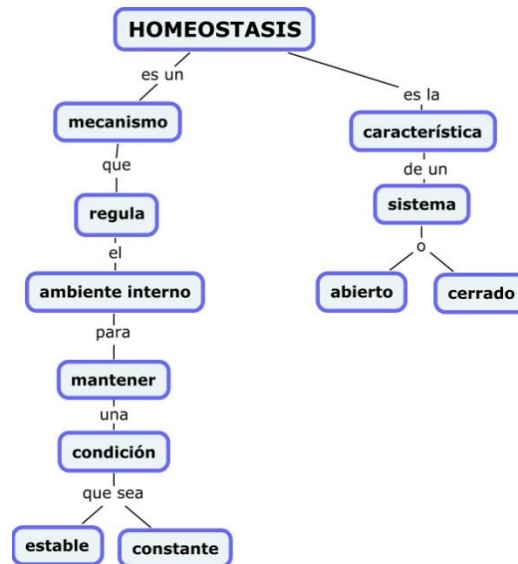 HOMEOSTASIS
es un
mecanismo
que
regula
el
ambiente interno
para
mantener
una
condición
que sea
estable
constante
es la
característica
de un
sistema
o
abierto
cerrado